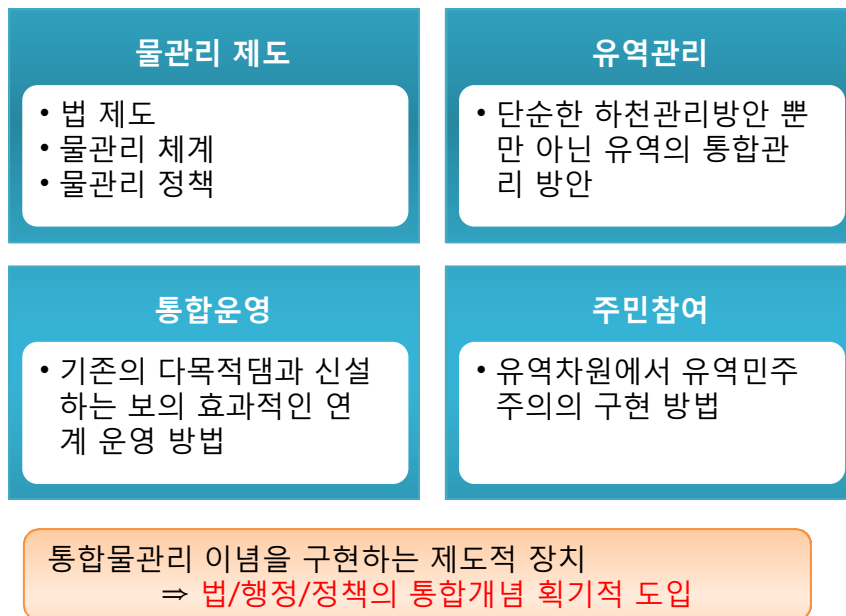 물관리 제도
• 법 제도
• 물관리 체계
• 물관리 정책
유역관리
• 단순한 하천관리방안 뿐
만 아닌 유역의 통합관
리 방안
통합운영
• 기존의 다목적댐과 신설
하는 보의 효과적인 연
계 운영 방법
주민참여
• 유역차원에서 유역민주
주의의 구현 방법
통합물관리 이념을 구현하는 제도적 장치
⇒ 법/행정/정책의 통합개념 획기적 도입